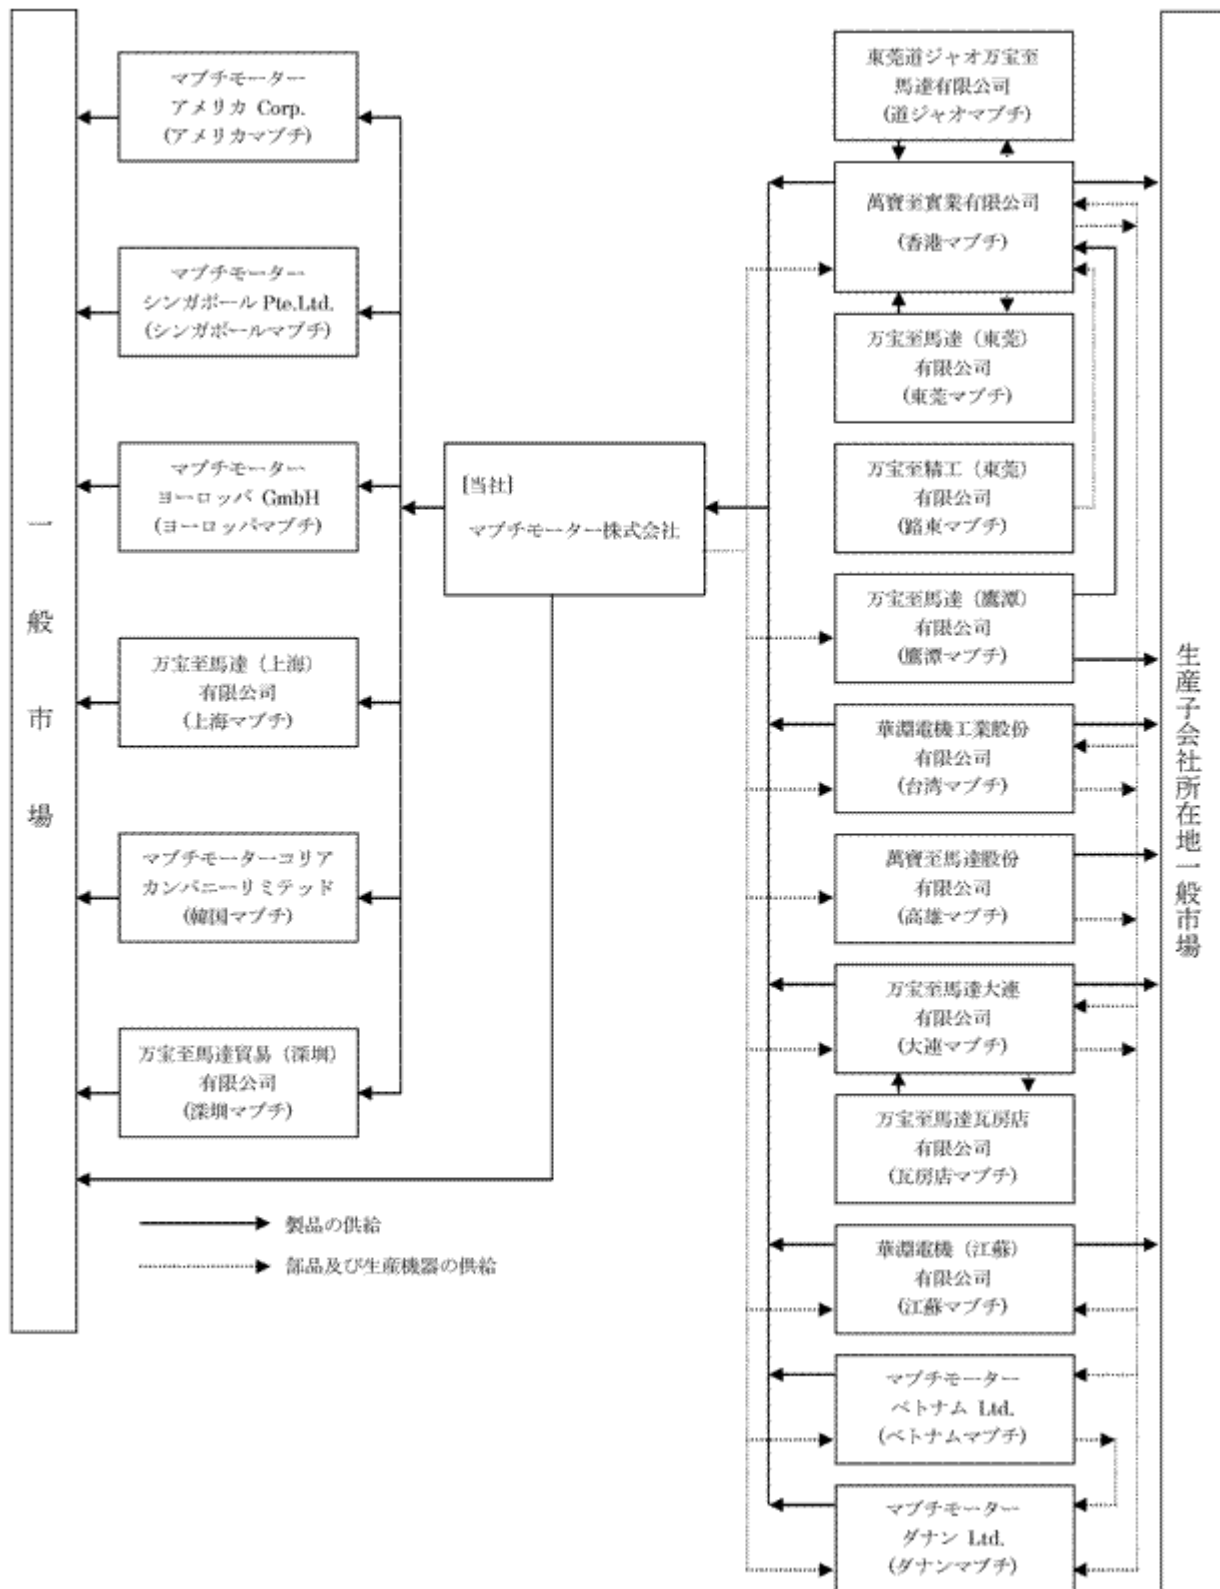 一般市場
マブチモーター
アメリカ Corp.
(アメリカマブチ)
マブチモーター
シンガポール Pte.Ltd.
(シンガポールマブチ)
マブチモーター
ヨーロッパ GmbH
(ヨーロッパマブチ)
万宝至馬達（上海）
有限公司
(上海マブチ)
マブチモーターコリア
カンパニーリミテッド
(韓国マブチ)
万宝至馬達貿易（深圳）
有限公司
(深圳マブチ)
製品の供給
部品及び生産機器の供給
[当社]
マブチモーター株式会社
東莞道ジャオ万宝至
馬達有限公司
(道ジャオマブチ)
萬寶至實業有限公司
(香港マブチ)
万宝至馬達（東莞）
有限公司
(東莞マブチ)
万宝至精工（東莞）
有限公司
(東マブチ)
万宝至馬達（鷹潭）
有限公司
(鷹潭マブチ)
華淵電機工業股份
有限公司
(台湾マブチ)
萬寶至馬達股份
有限公司
(高雄マブチ)
万宝至馬達大連
有限公司
(大連マブチ)
万宝至馬達瓦房店
有限公司
(瓦房店マブチ)
華淵電機（江蘇）
有限公司
(江蘇マブチ)
マブチモーター
ベトナム Ltd.
(ベトナムマブチ)
マブチモーター
ダナン Ltd.
(ダナンマブチ)
生産子会社所在地一般市場